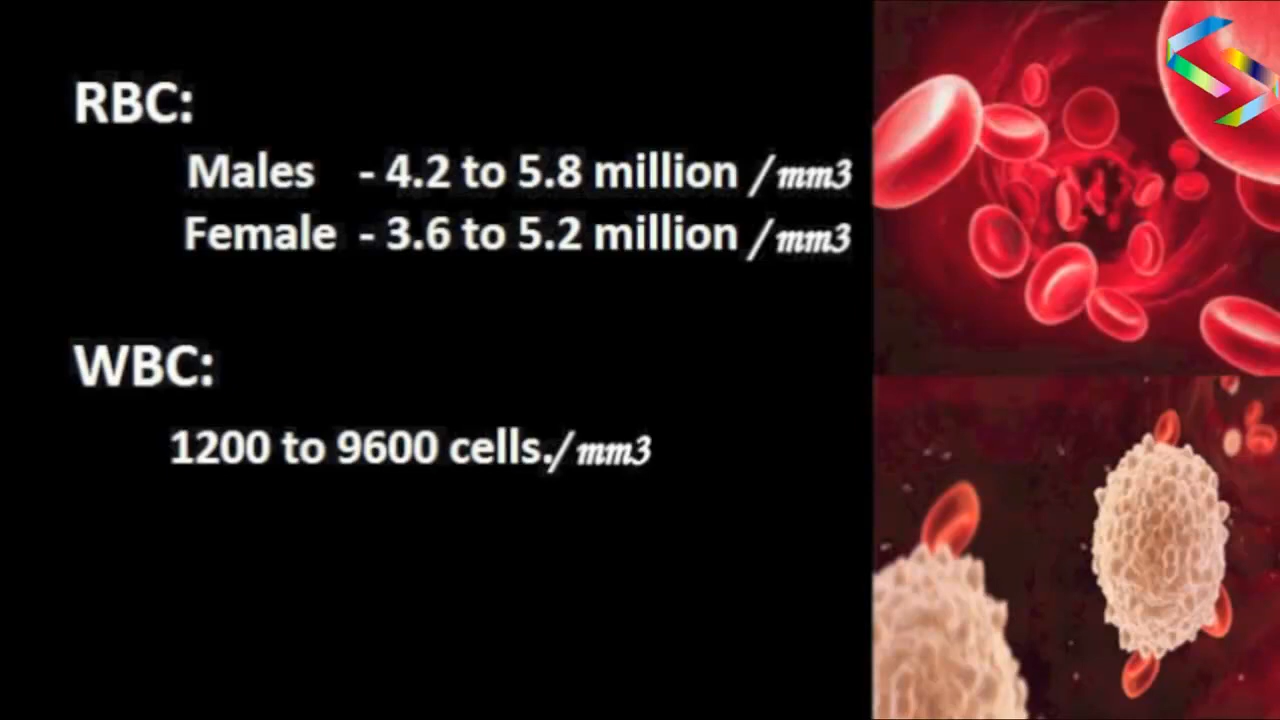 RBC:
Males - 4.2 to 5.8 million /mm3
Female - 3.6 to 5.2 million /mm3
WBC:
1200 to 9600 cells./mm3